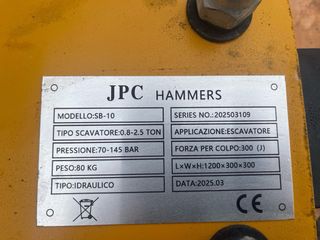 JPC HAMMERS
MODELLO:SB-10
SERIES NO.:202503109
TIPO SCAVATORE:0.8-2.5 TON
APPLICAZIONE:ESCAVATORE
PRESSIONE:70-145 BAR
FORZA PER COLPO:300 (J)
PESO:80 KG
L×W×H:1200×300×300
TIPO:IDRAULICO
DATA:2025.03
CE